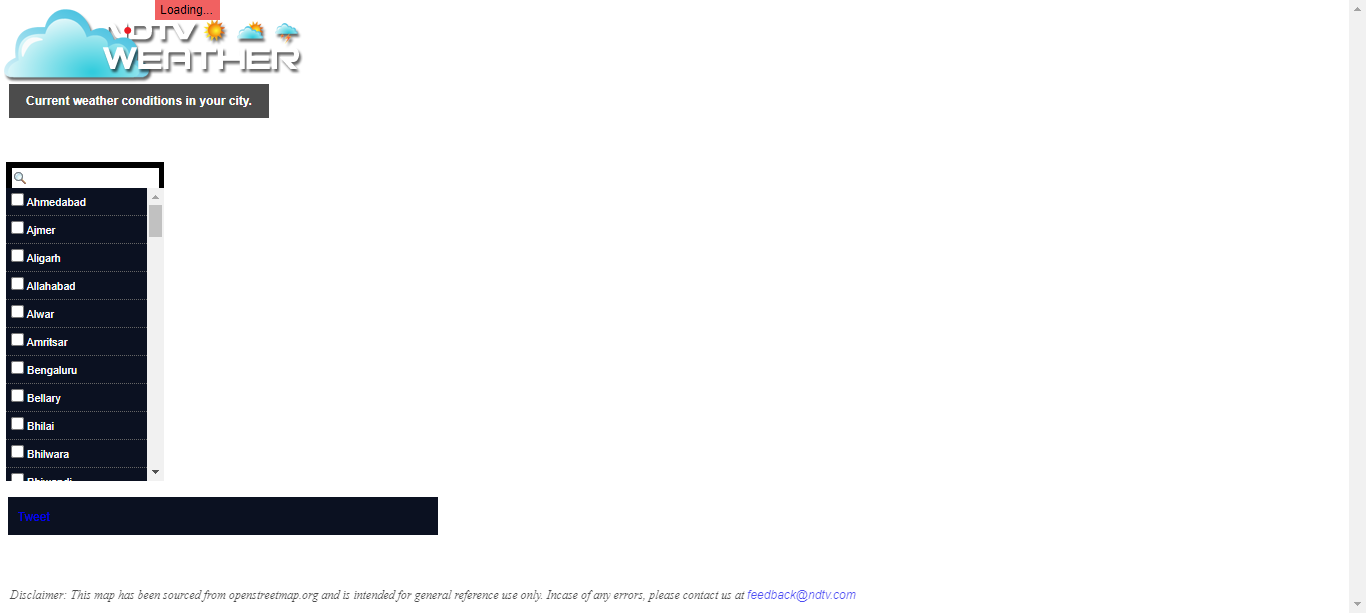 Loading...
NDTV
WEATHER
Current weather conditions in your city.
Ahmedabad
Ajmer
Aligarh
Allahabad
Alwar
Amritsar
Bengaluru
Bellary
Bhilai
Bhilwara
Bhiwandi
Tweet
Disclaimer: This map has been sourced from openstreetmap.org and is intended for general reference use only. Incase of any errors, please contact us at feedback@ndtv.com